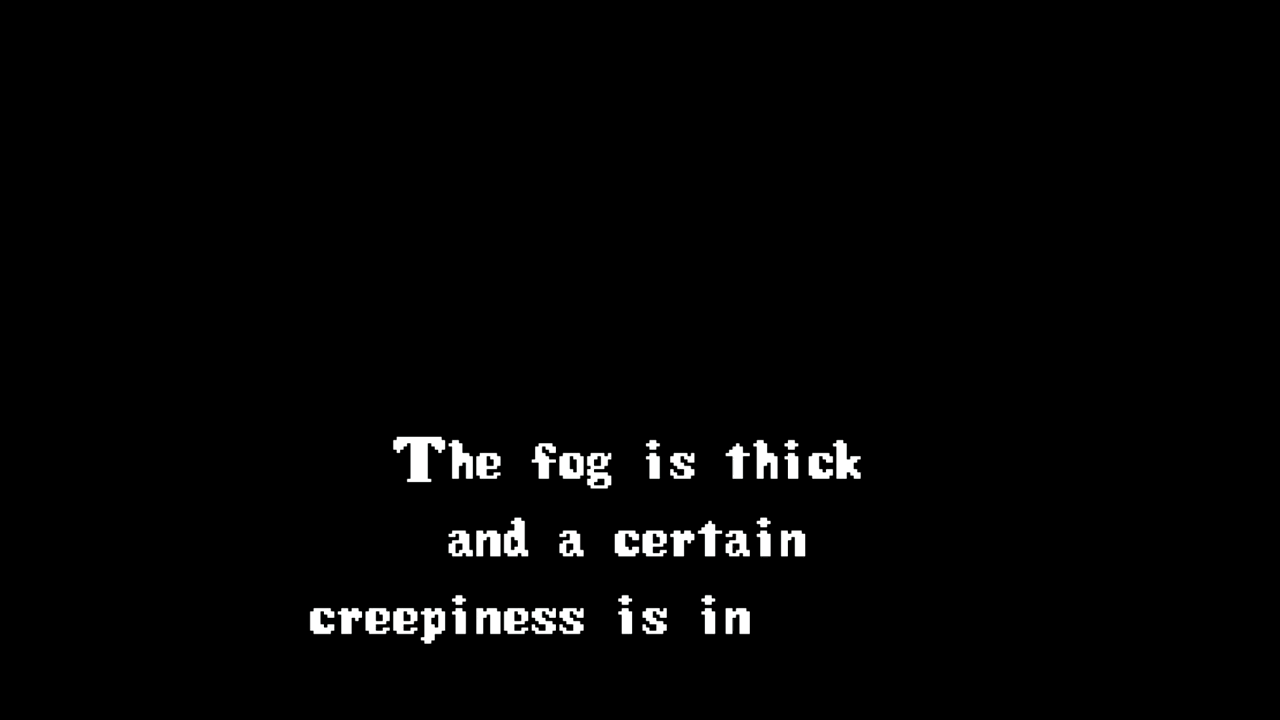 The fog is thick
and a certain
creepiness is in